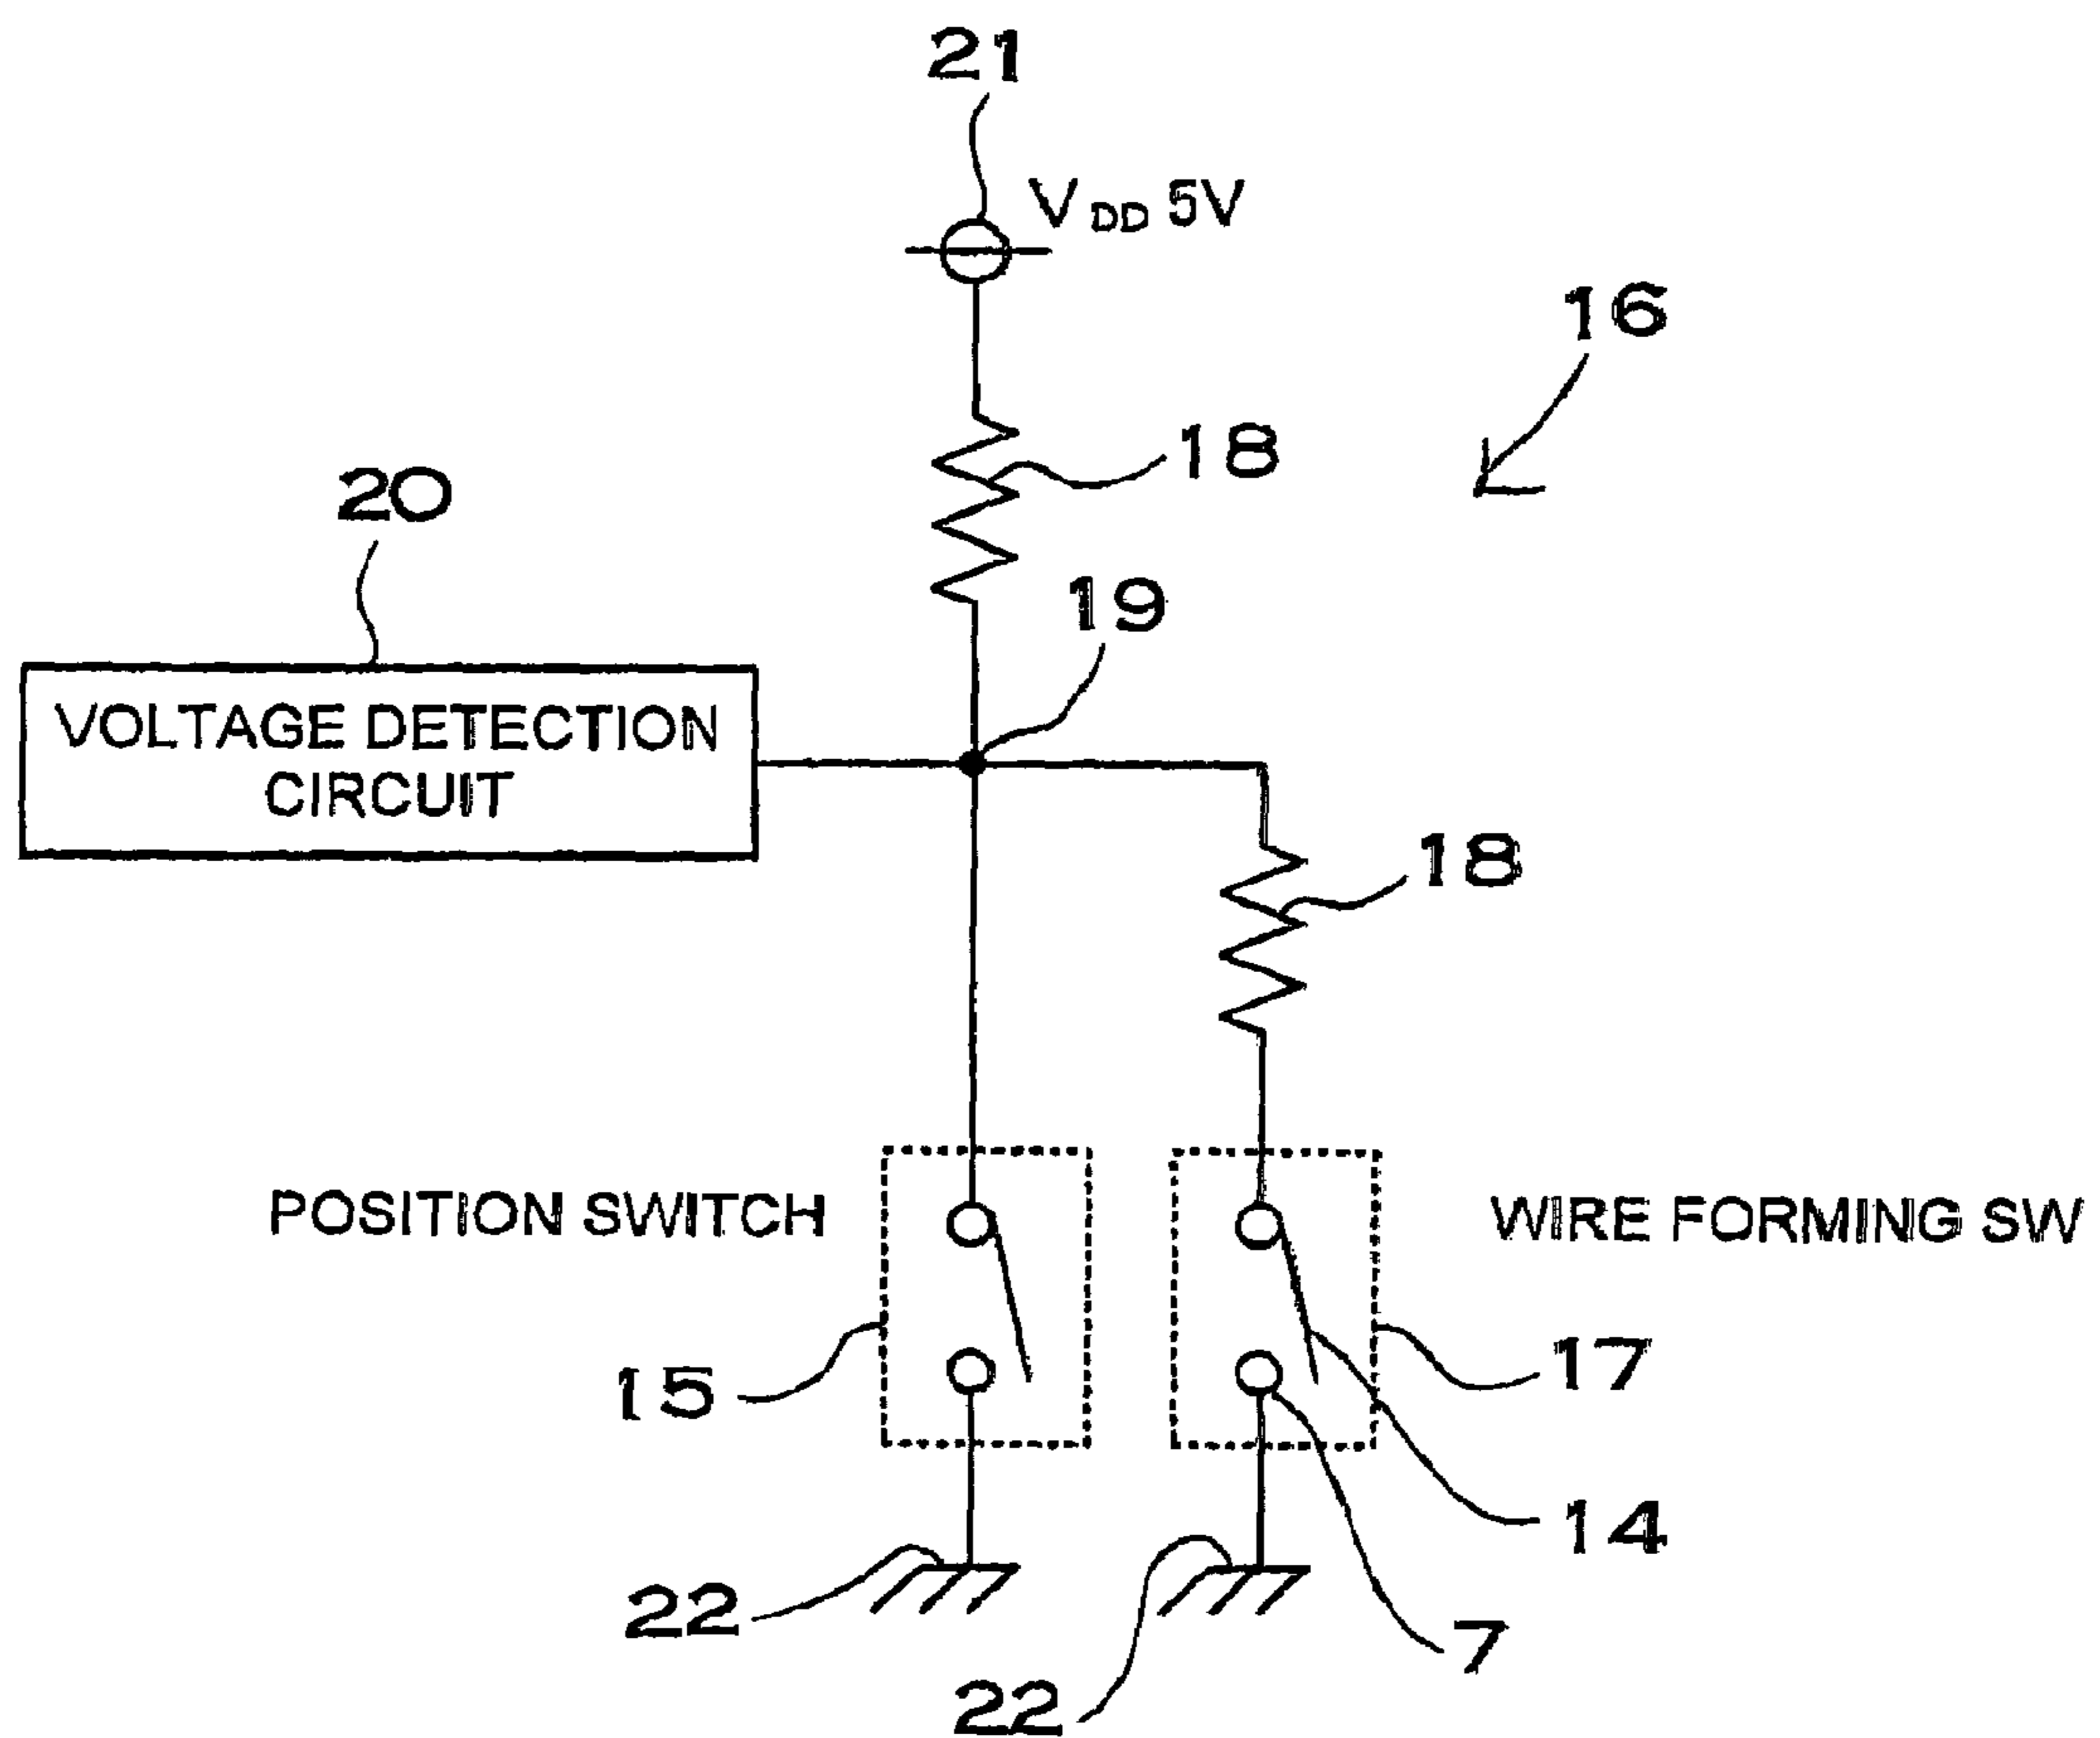 21
VDD 5V
16
18
20
19
VOLTAGE DETECTION
CIRCUIT
18
POSITION SWITCH
WIRE FORMING SW
15
17
14
22
7
22